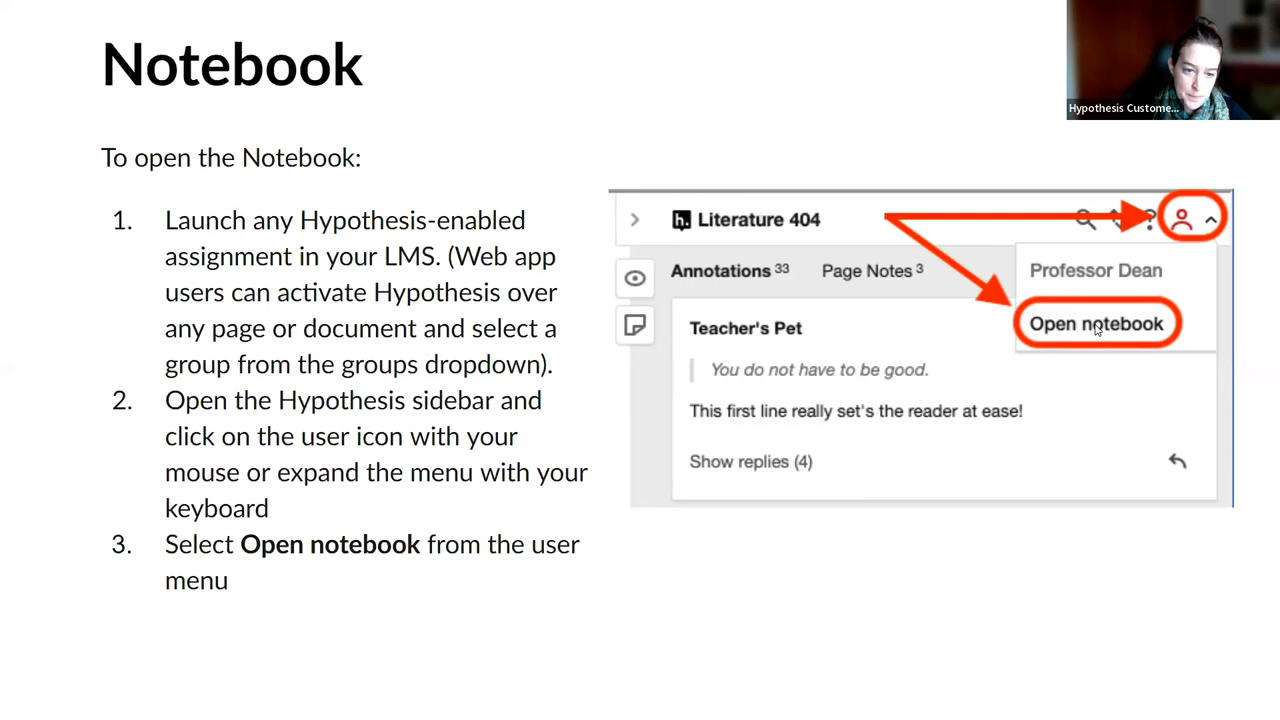 Notebook
Hypothesis Custome...
To open the Notebook:
1. Launch any Hypothesis-enabled
assignment in your LMS. (Web app
users can activate Hypothesis over
any page or document and select a
group from the groups dropdown).
2. Open the Hypothesis sidebar and
click on the user icon with your
mouse or expand the menu with your
keyboard
3. Select Open notebook from the user
menu
h. Literature 404
?
Annotations 33 Page Notes 3
Professor Dean
Open notebook
Teacher's Pet
You do not have to be good.
This first line really set's the reader at ease!
Show replies (4)